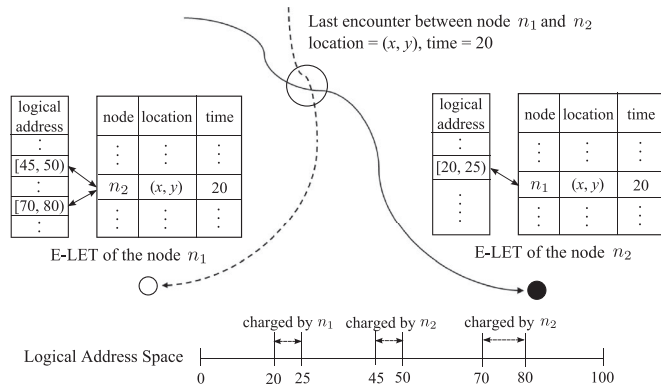 Last encounter between node n1 and n2
location = (x, y), time = 20
logical
address
⋮
[45, 50)
⋮
[70, 80)
⋮
node location time
⋮ ⋮ ⋮
n2 (x, y) 20
⋮ ⋮ ⋮
E-LET of the node n1
logical
address
⋮
[20, 25)
⋮
node location time
⋮ ⋮ ⋮
n1 (x, y) 20
⋮ ⋮ ⋮
E-LET of the node n2
charged by n1 charged by n2 charged by n2
Logical Address Space
0 20 25 45 50 70 80 100